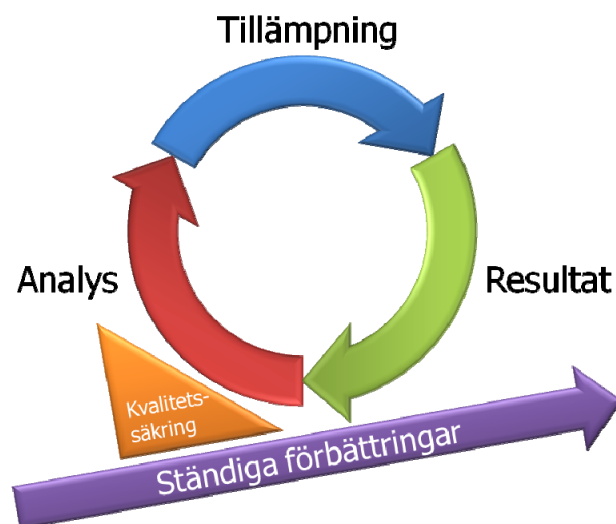 Tillämpning
Analys
Resultat
Kvalitets-
säkring
Ständiga förbättringar